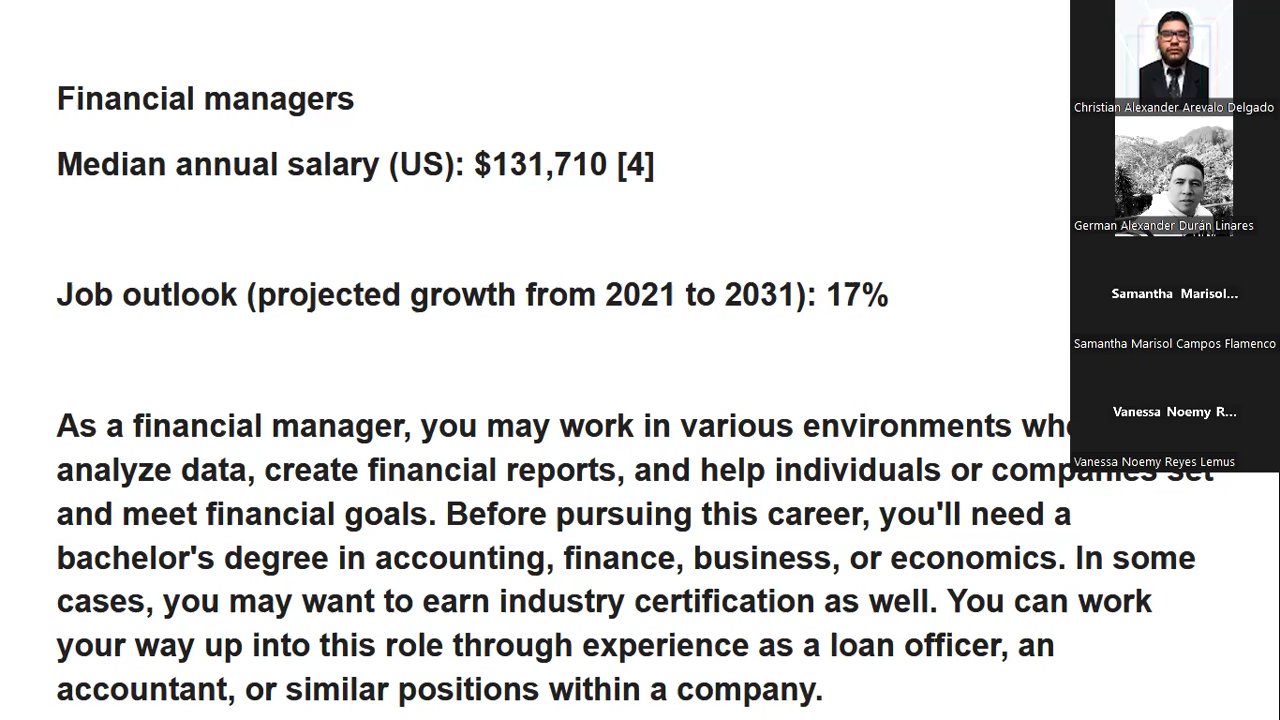 Financial managers
Median annual salary (US): $131,710 [4]
Job outlook (projected growth from 2021 to 2031): 17%
As a financial manager, you may work in various environments
analyze data, create financial reports, and help individuals or companies set
and meet financial goals. Before pursuing this career, you'll need a
bachelor's degree in accounting, finance, business, or economics. In some
cases, you may want to earn industry certification as well. You can work
your way up into this role through experience as a loan officer, an
accountant, or similar positions within a company.
Christian Alexander Arevalo Delgado
German Alexander Durán Linares
Samantha Marisol...
Samantha Marisol Campos Flamenco
Vanessa Noemy R...
Vanessa Noemy Reyes Lemus